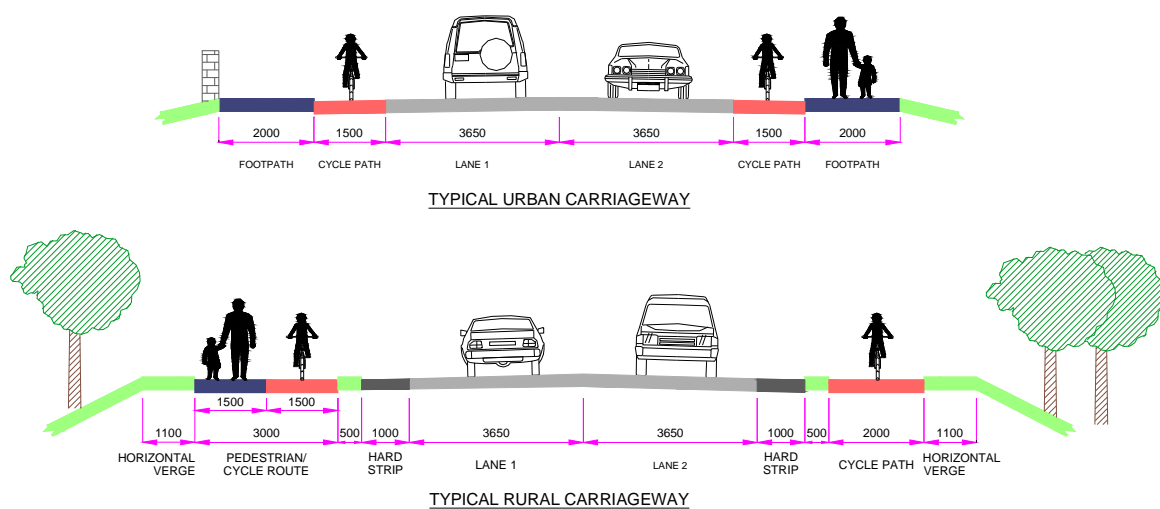 2000 1500 3650 3650 1500 2000
FOOTPATH CYCLE PATH LANE 1 LANE 2 CYCLE PATH FOOTPATH
TYPICAL URBAN CARRIAGEWAY
1500 1500
1100 3000 500 1000 3650 3650 1000 500 2000 1100
HORIZONTAL PEDESTRIAN/ HARD LANE 1 LANE 2 HARD CYCLE PATH HORIZONTAL
VERGE CYCLE ROUTE STRIP STRIP VERGE
TYPICAL RURAL CARRIAGEWAY